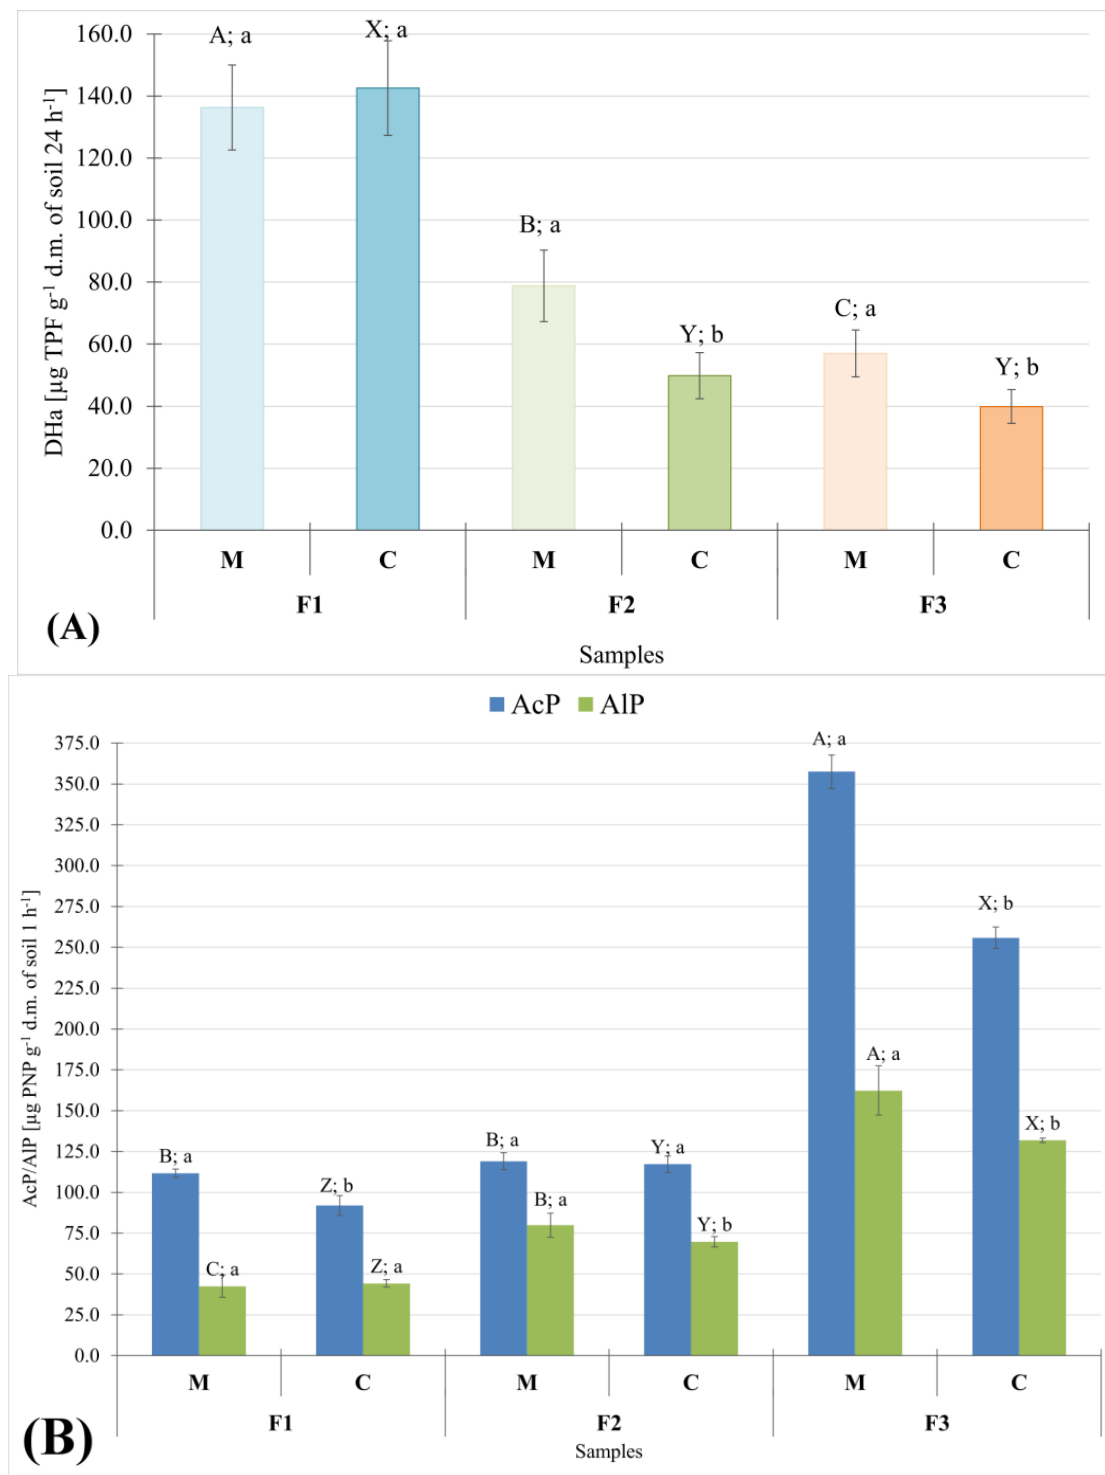 160.0
140.0
120.0
100.0
80.0
60.0
40.0
20.0
0.0
DHa [µg TPF g⁻¹ d.m. of soil 24 h⁻¹]
A; a
X; a
B; a
Y; b
C; a
Y; b
M C M C M C
F1 F2 F3
Samples
(A)
AcP AlP
375.0
350.0
325.0
300.0
275.0
250.0
225.0
200.0
175.0
150.0
125.0
100.0
75.0
50.0
25.0
0.0
AcP/AlP [µg PNP g⁻¹ d.m. of soil 1 h⁻¹]
B; a
C; a
Z; b
Z; a
B; a
B; a
Y; a
Y; b
A; a
A; a
X; b
X; b
M C M C M C
F1 F2 F3
Samples
(B)